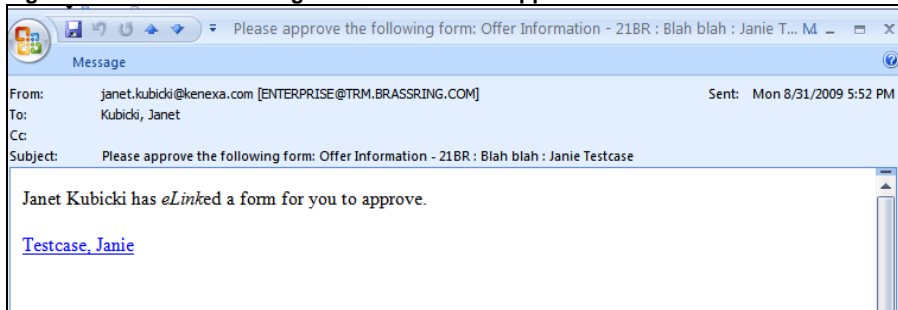 Please approve the following form: Offer Information - 21BR : Blah blah : Janie T... M
Message
From: janet.kubicki@kenexa.com [ENTERPRISE@TRM.BRASSRING.COM] Sent: Mon 8/31/2009 5:52 PM
To: Kubicki, Janet
Cc:
Subject: Please approve the following form: Offer Information - 21BR : Blah blah : Janie Testcase
Janet Kubicki has eLinked a form for you to approve.
Testcase, Janie